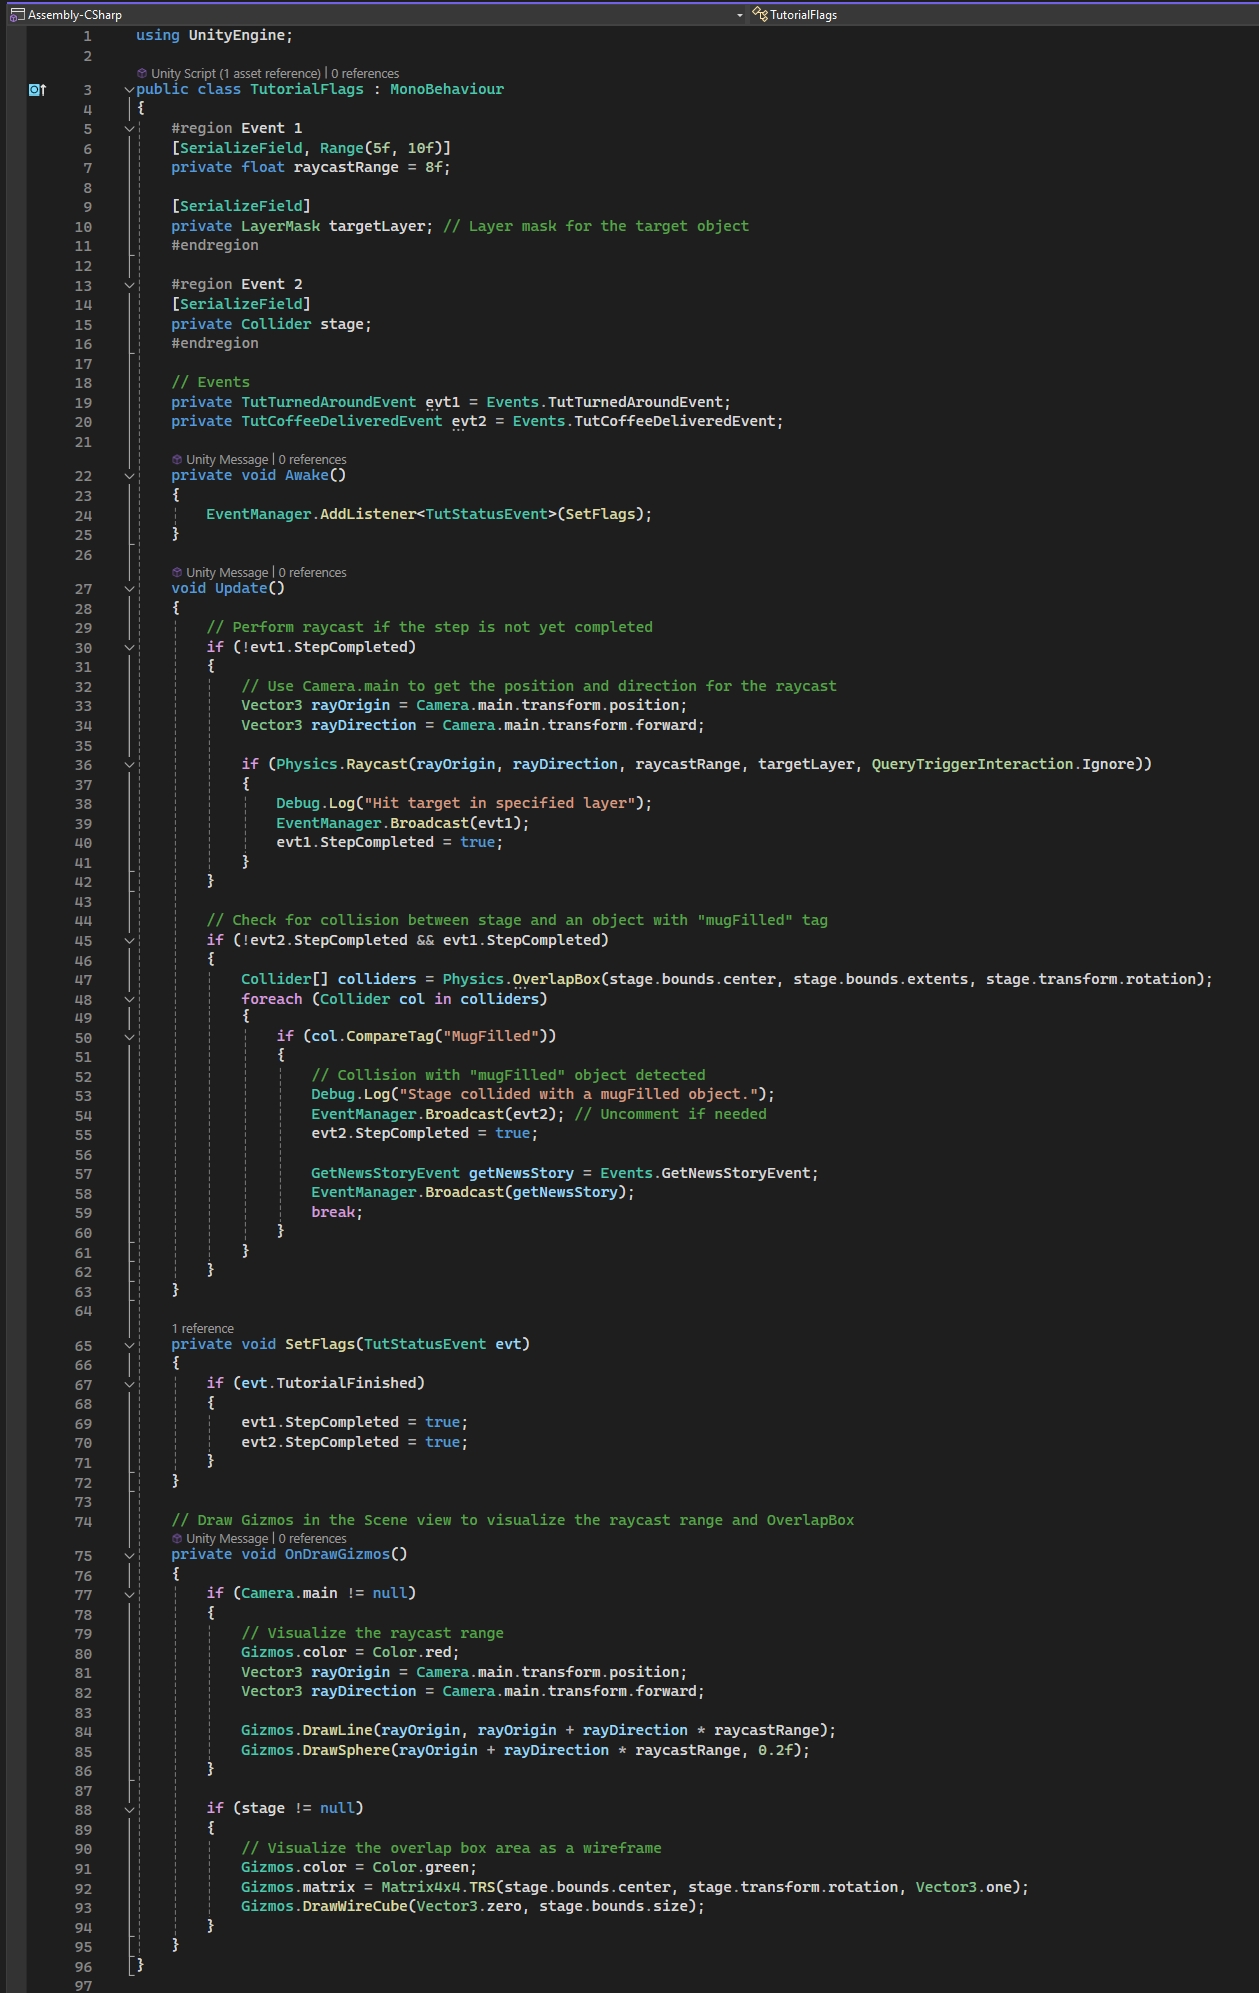 Assembly-CSharp TutorialFlags
1 using UnityEngine;
2
Unity Script (1 asset reference) | 0 references
3 public class TutorialFlags : MonoBehaviour
4 {
5     #region Event 1
6     [SerializeField, Range(5f, 10f)]
7     private float raycastRange = 8f;
8
9     [SerializeField]
10     private LayerMask targetLayer; // Layer mask for the target object
11     #endregion
12
13     #region Event 2
14     [SerializeField]
15     private Collider stage;
16     #endregion
17
18     // Events
19     private TutTurnedAroundEvent evt1 = Events.TutTurnedAroundEvent;
20     private TutCoffeeDeliveredEvent evt2 = Events.TutCoffeeDeliveredEvent;
21
Unity Message | 0 references
22     private void Awake()
23     {
24         EventManager.AddListener<TutStatusEvent>(SetFlags);
25     }
26
Unity Message | 0 references
27     void Update()
28     {
29         // Perform raycast if the step is not yet completed
30         if (!evt1.StepCompleted)
31         {
32             // Use Camera.main to get the position and direction for the raycast
33             Vector3 rayOrigin = Camera.main.transform.position;
34             Vector3 rayDirection = Camera.main.transform.forward;
35
36             if (Physics.Raycast(rayOrigin, rayDirection, raycastRange, targetLayer, QueryTriggerInteraction.Ignore))
37             {
38                 Debug.Log("Hit target in specified layer");
39                 EventManager.Broadcast(evt1);
40                 evt1.StepCompleted = true;
41             }
42         }
43
44         // Check for collision between stage and an object with "mugFilled" tag
45         if (!evt2.StepCompleted && evt1.StepCompleted)
46         {
47             Collider[] colliders = Physics.OverlapBox(stage.bounds.center, stage.bounds.extents, stage.transform.rotation);
48             foreach (Collider col in colliders)
49             {
50                 if (col.CompareTag("MugFilled"))
51                 {
52                     // Collision with "mugFilled" object detected
53                     Debug.Log("Stage collided with a mugFilled object.");
54                     EventManager.Broadcast(evt2); // Uncomment if needed
55                     evt2.StepCompleted = true;
56
57                     GetNewsStoryEvent getNewsStory = Events.GetNewsStoryEvent;
58                     EventManager.Broadcast(getNewsStory);
59                     break;
60                 }
61             }
62         }
63     }
64
1 reference
65     private void SetFlags(TutStatusEvent evt)
66     {
67         if (evt.TutorialFinished)
68         {
69             evt1.StepCompleted = true;
70             evt2.StepCompleted = true;
71         }
72     }
73
74     // Draw Gizmos in the Scene view to visualize the raycast range and OverlapBox
Unity Message | 0 references
75     private void OnDrawGizmos()
76     {
77         if (Camera.main != null)
78         {
79             // Visualize the raycast range
80             Gizmos.color = Color.red;
81             Vector3 rayOrigin = Camera.main.transform.position;
82             Vector3 rayDirection = Camera.main.transform.forward;
83
84             Gizmos.DrawLine(rayOrigin, rayOrigin + rayDirection * raycastRange);
85             Gizmos.DrawSphere(rayOrigin + rayDirection * raycastRange, 0.2f);
86         }
87
88         if (stage != null)
89         {
90             // Visualize the overlap box area as a wireframe
91             Gizmos.color = Color.green;
92             Gizmos.matrix = Matrix4x4.TRS(stage.bounds.center, stage.transform.rotation, Vector3.one);
93             Gizmos.DrawWireCube(Vector3.zero, stage.bounds.size);
94         }
95     }
96 }
97